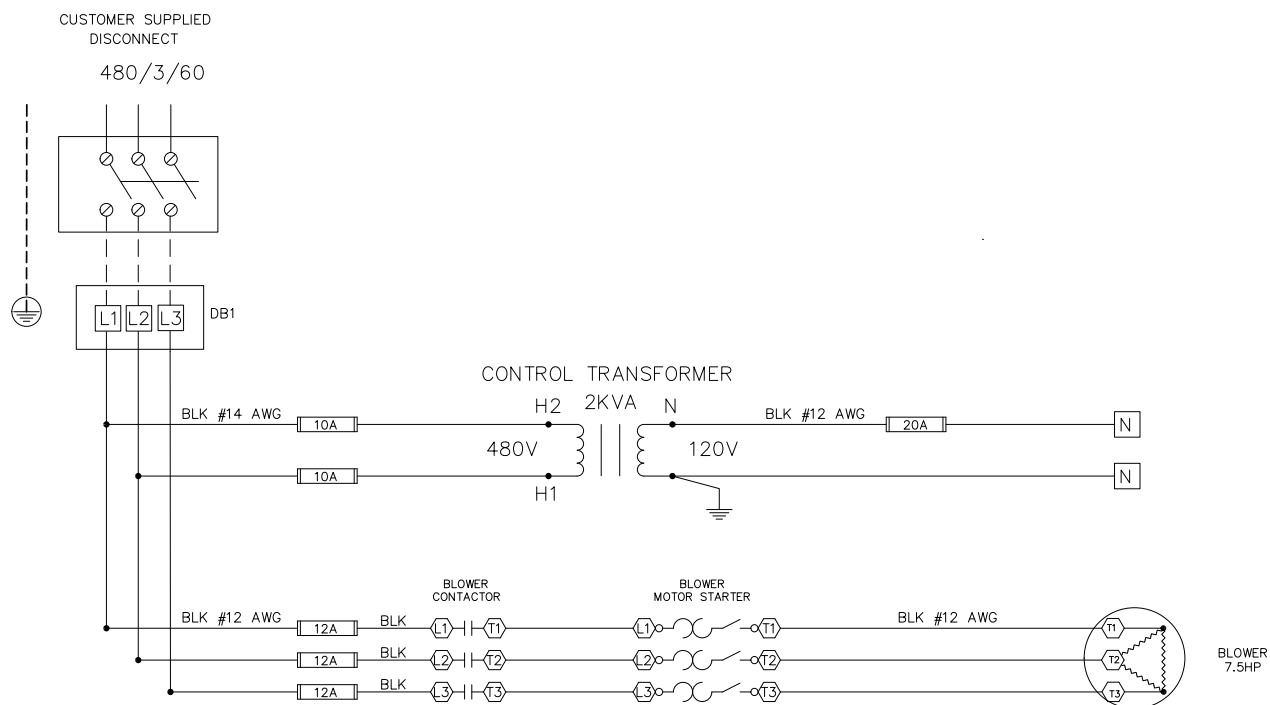 CUSTOMER SUPPLIED
DISCONNECT
480/3/60
L1 L2 L3 DB1
CONTROL TRANSFORMER
2KVA
H2 N
BLK #14 AWG 10A BLK #12 AWG 20A N
480V 120V
10A N
H1
BLOWER
CONTACTOR
BLOWER
MOTOR STARTER
BLK #12 AWG 12A BLK L1 T1 L1 T1 BLK #12 AWG T1
12A BLK L2 T2 L2 T2 T2
12A BLK L3 T3 L3 T3 T3
BLOWER
7.5HP